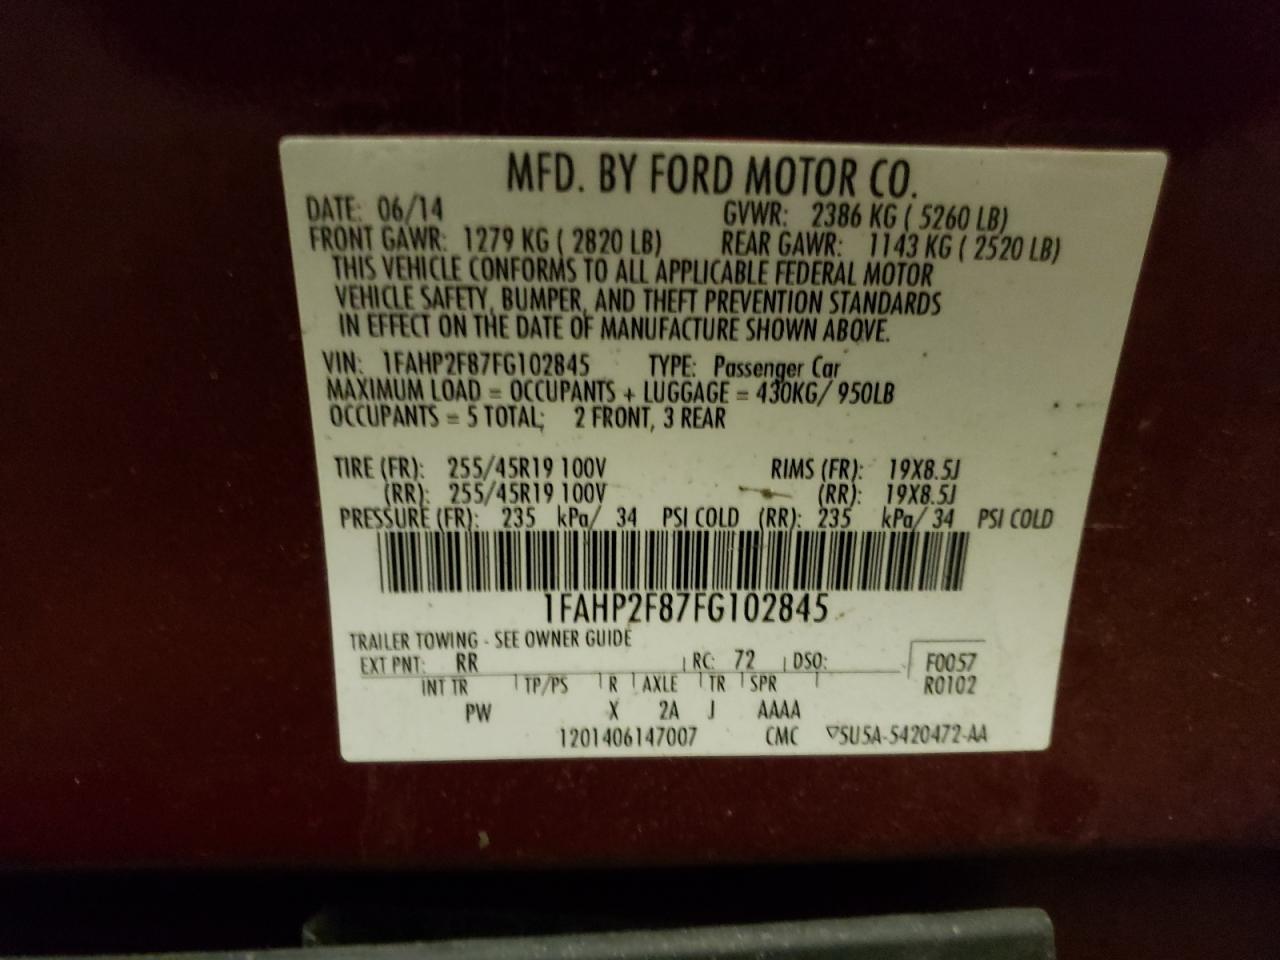 MFD. BY FORD MOTOR CO.
DATE: 06/14 GVWR: 2386 KG ( 5260 LB)
FRONT GAWR: 1279 KG ( 2820 LB) REAR GAWR: 1143 KG ( 2520 LB)
THIS VEHICLE CONFORMS TO ALL APPLICABLE FEDERAL MOTOR
VEHICLE SAFETY, BUMPER, AND THEFT PREVENTION STANDARDS
IN EFFECT ON THE DATE OF MANUFACTURE SHOWN ABOVE.
VIN: 1FAHP2F87FG102845 TYPE: Passenger Car
MAXIMUM LOAD = OCCUPANTS + LUGGAGE = 430KG/ 950LB
OCCUPANTS = 5 TOTAL; 2 FRONT, 3 REAR
TIRE (FR): 255/45R19 100V RIMS (FR): 19X8.5J
(RR): 255/45R19 100V (RR): 19X8.5J
PRESSURE (FR): 235 kPa/ 34 PSI COLD (RR): 235 kPa/ 34 PSI COLD
1FAHP2F87FG102845
TRAILER TOWING - SEE OWNER GUIDE
EXT PNT: RR RC: 72 DSO: F0057
INT TR TP/PS R AXLE TR SPR R0102
PW X 2A J AAAA
1201406147007 CMC ▽5U5A-5420472-AA